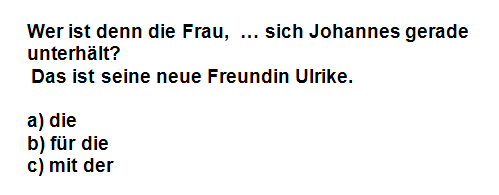 Wer ist denn die Frau,  … sich Johannes gerade
unterhält?
Das ist seine neue Freundin Ulrike.
a) die
b) für die
c) mit der